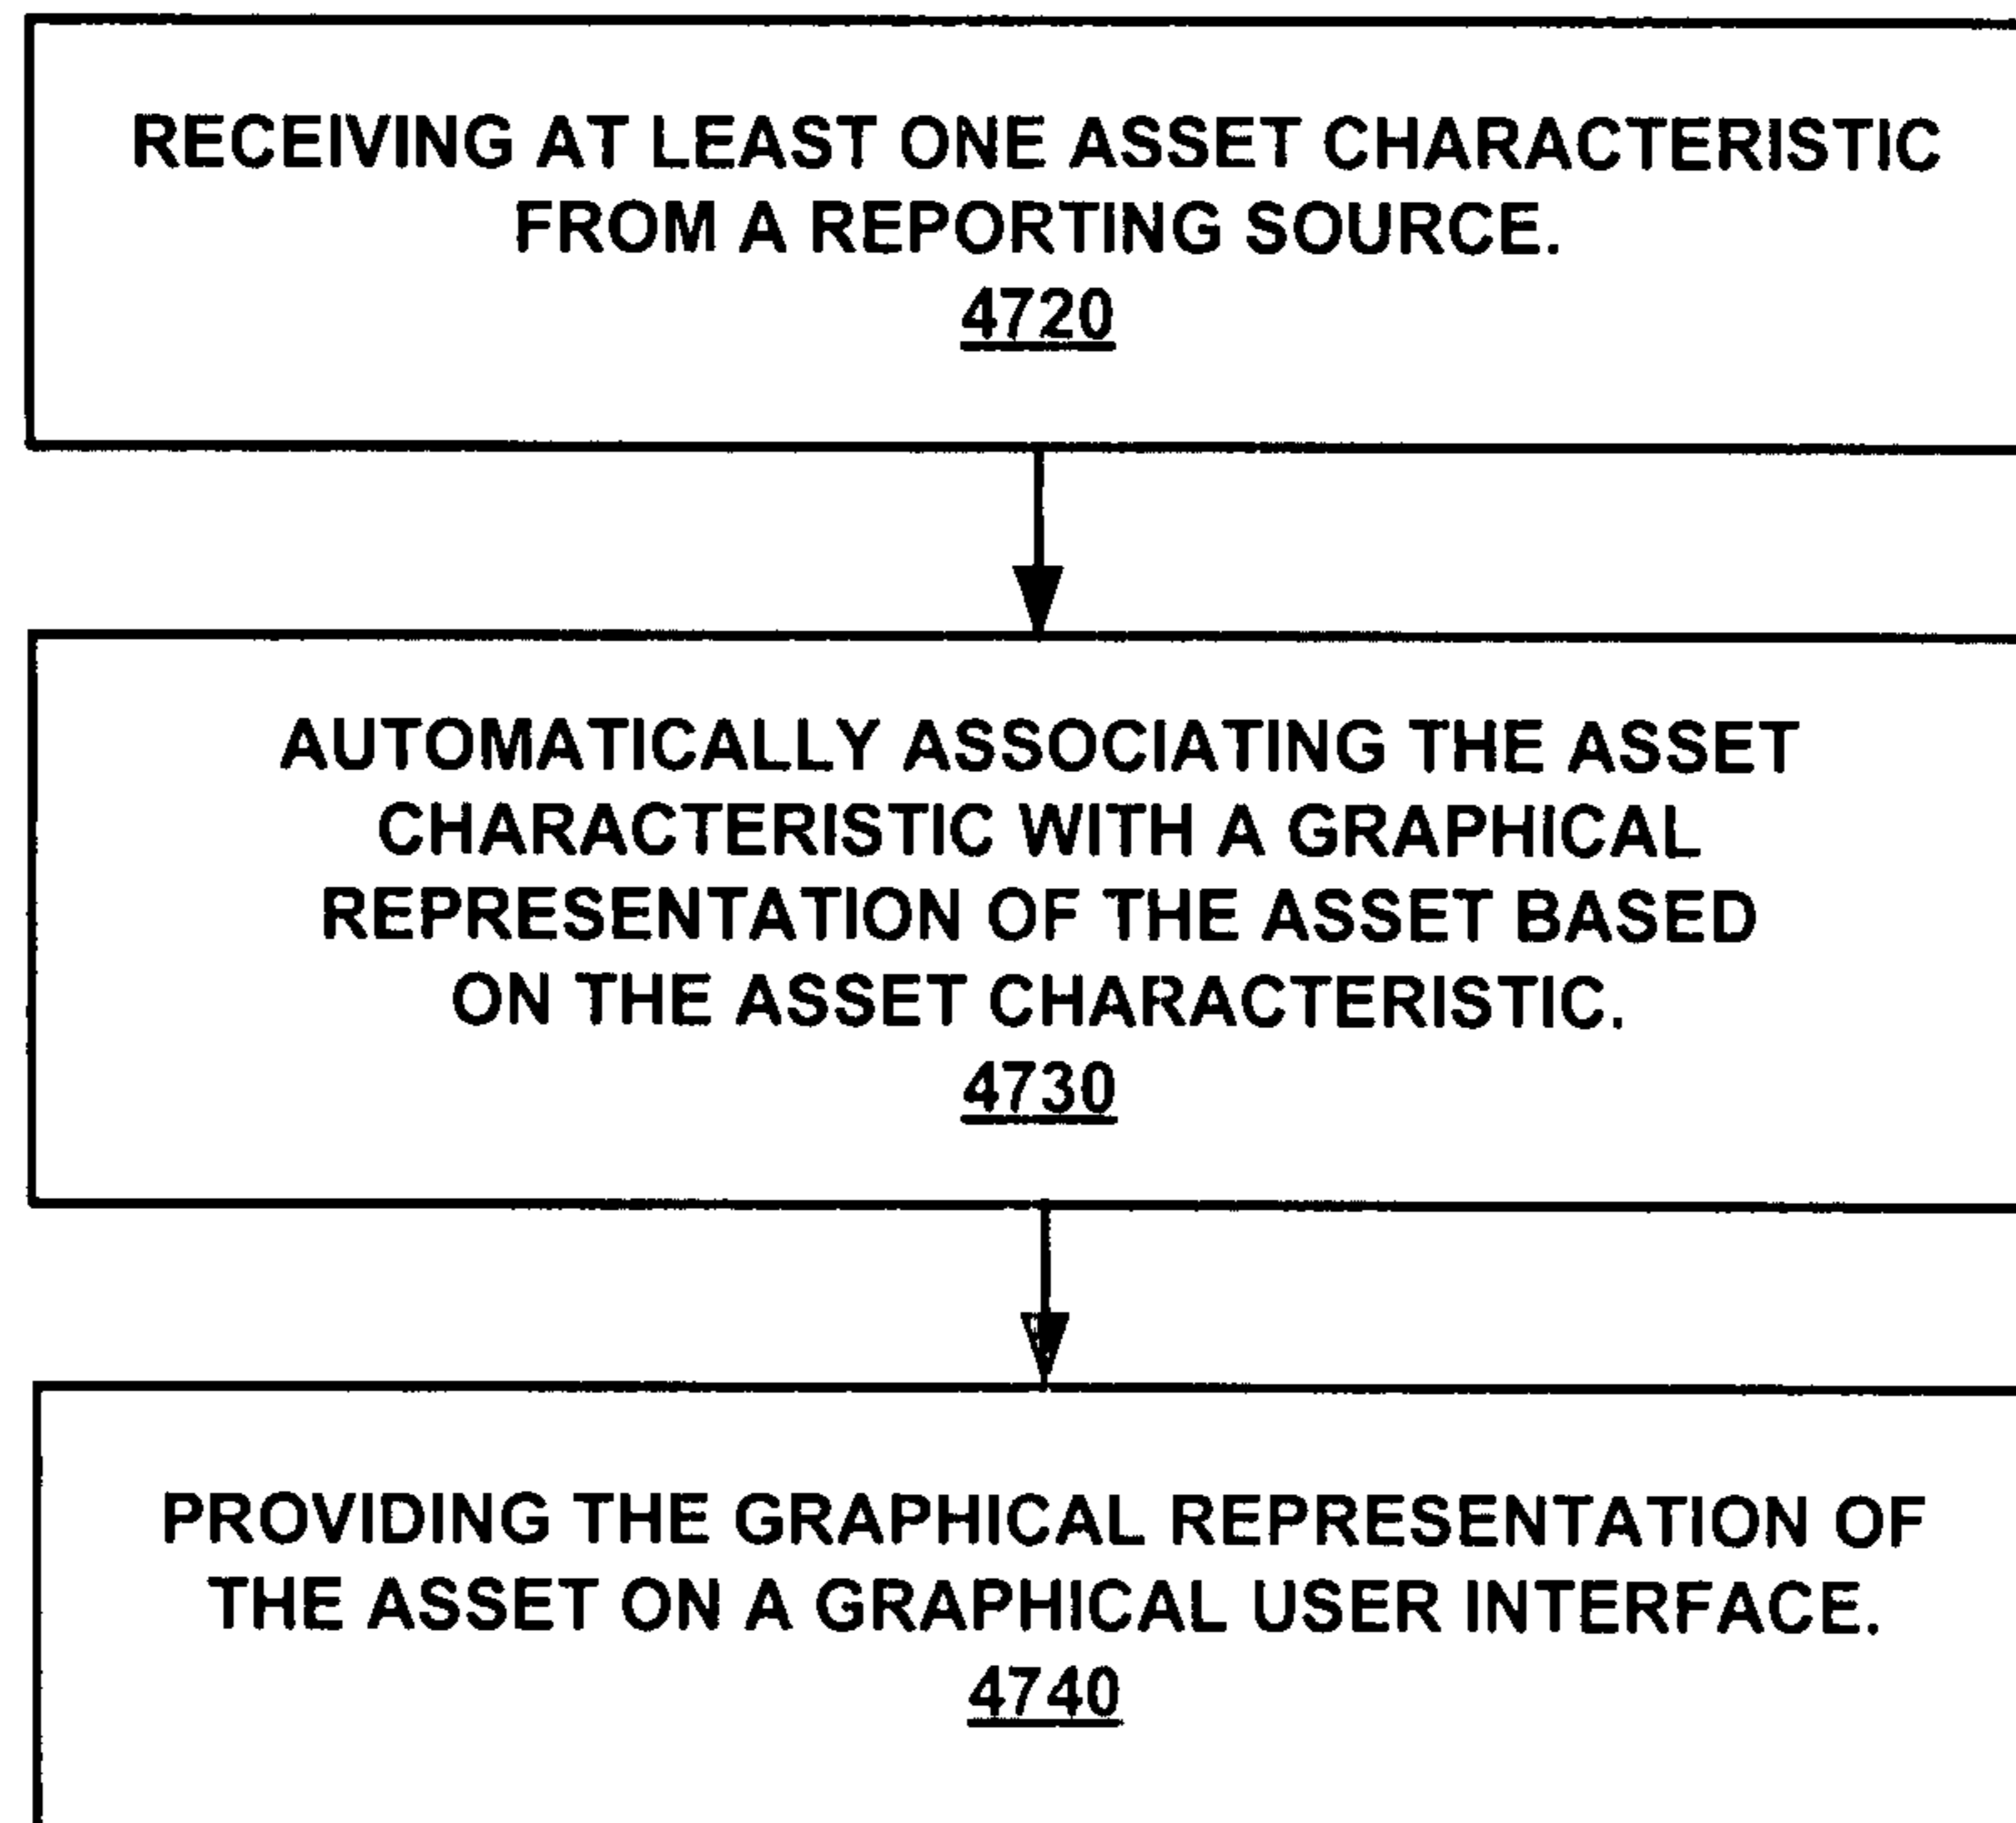 RECEIVING AT LEAST ONE ASSET CHARACTERISTIC
FROM A REPORTING SOURCE.
4720
AUTOMATICALLY ASSOCIATING THE ASSET
CHARACTERISTIC WITH A GRAPHICAL
REPRESENTATION OF THE ASSET BASED
ON THE ASSET CHARACTERISTIC.
4730
PROVIDING THE GRAPHICAL REPRESENTATION OF
THE ASSET ON A GRAPHICAL USER INTERFACE.
4740